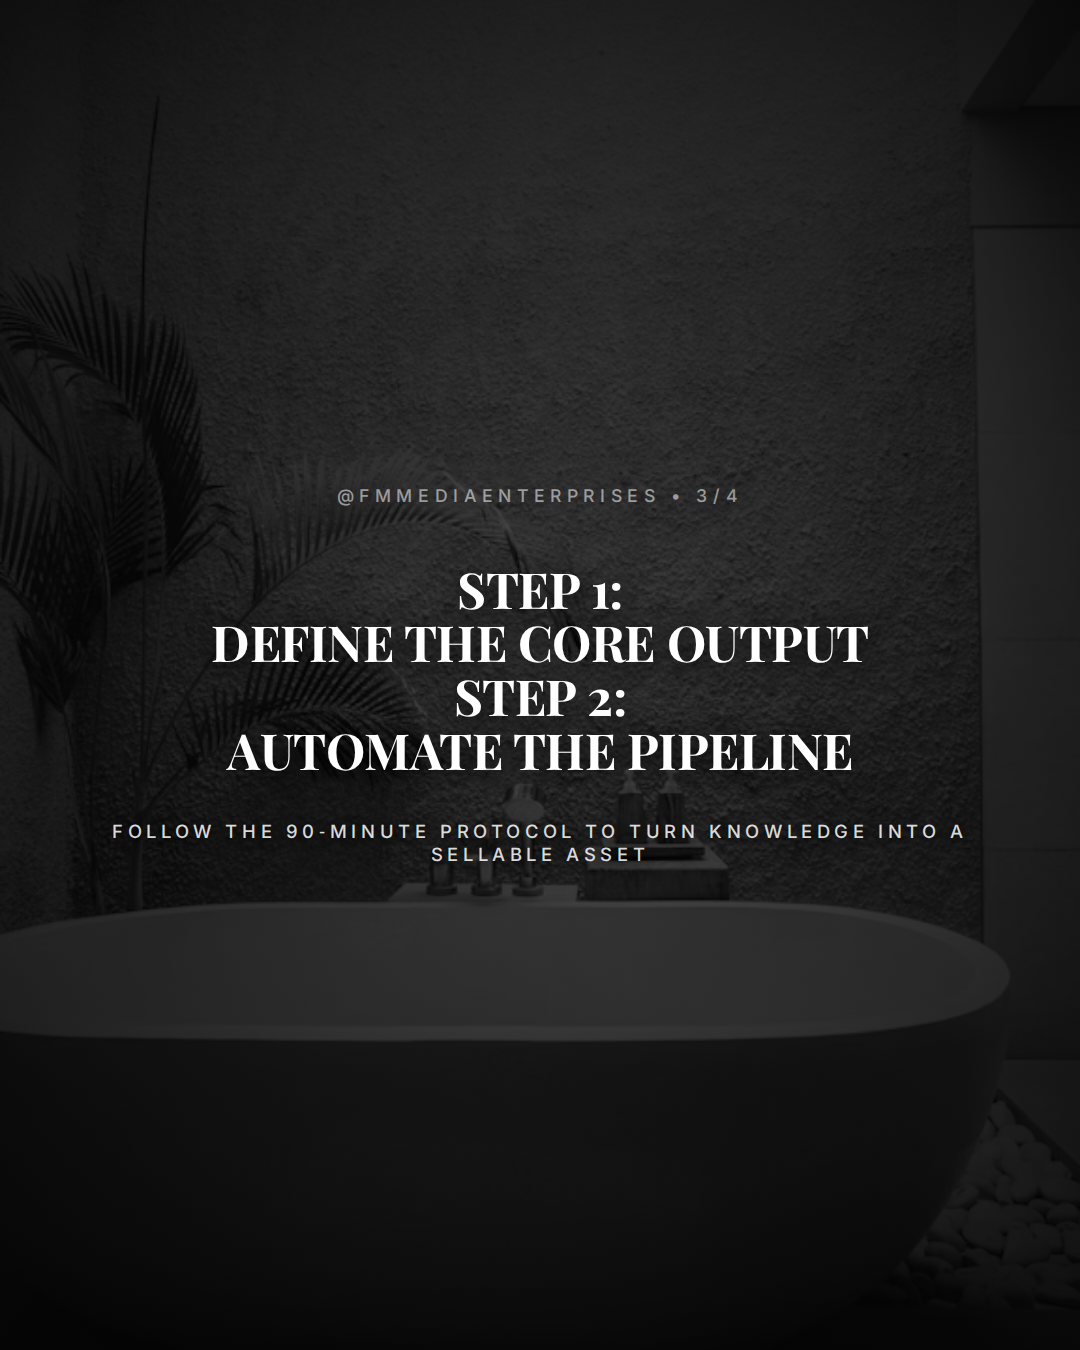 @FMMEDIAENTERPRISES • 3/4
STEP 1:
DEFINE THE CORE OUTPUT
STEP 2:
AUTOMATE THE PIPELINE
FOLLOW THE 90-MINUTE PROTOCOL TO TURN KNOWLEDGE INTO A
SELLABLE ASSET